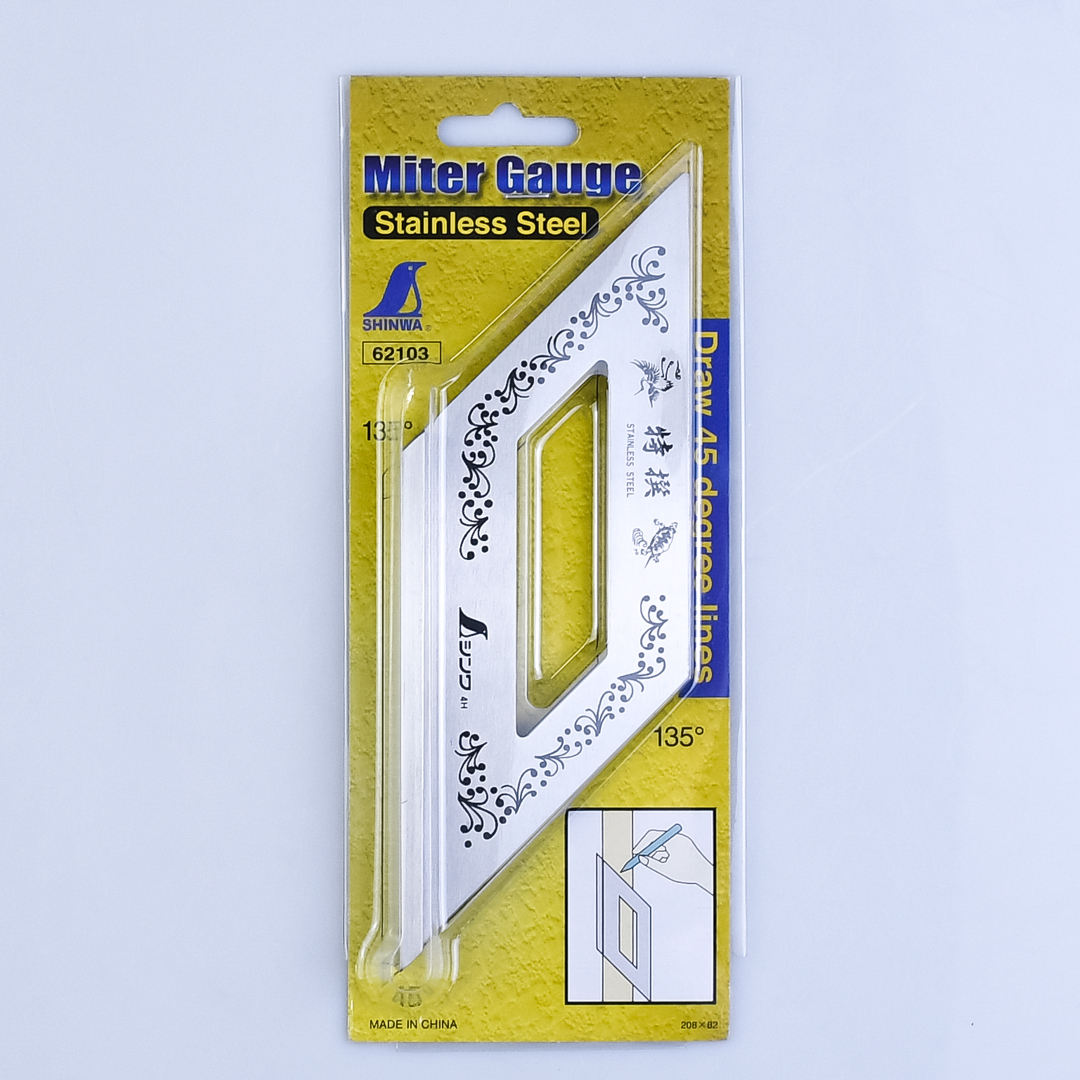 Miter Gauge
Stainless Steel
SHINWA®
62103
135°
Draw 45 degree lines
特撰
STAINLESS STEEL
シンワ 4H
135°
45
MADE IN CHINA
208×82